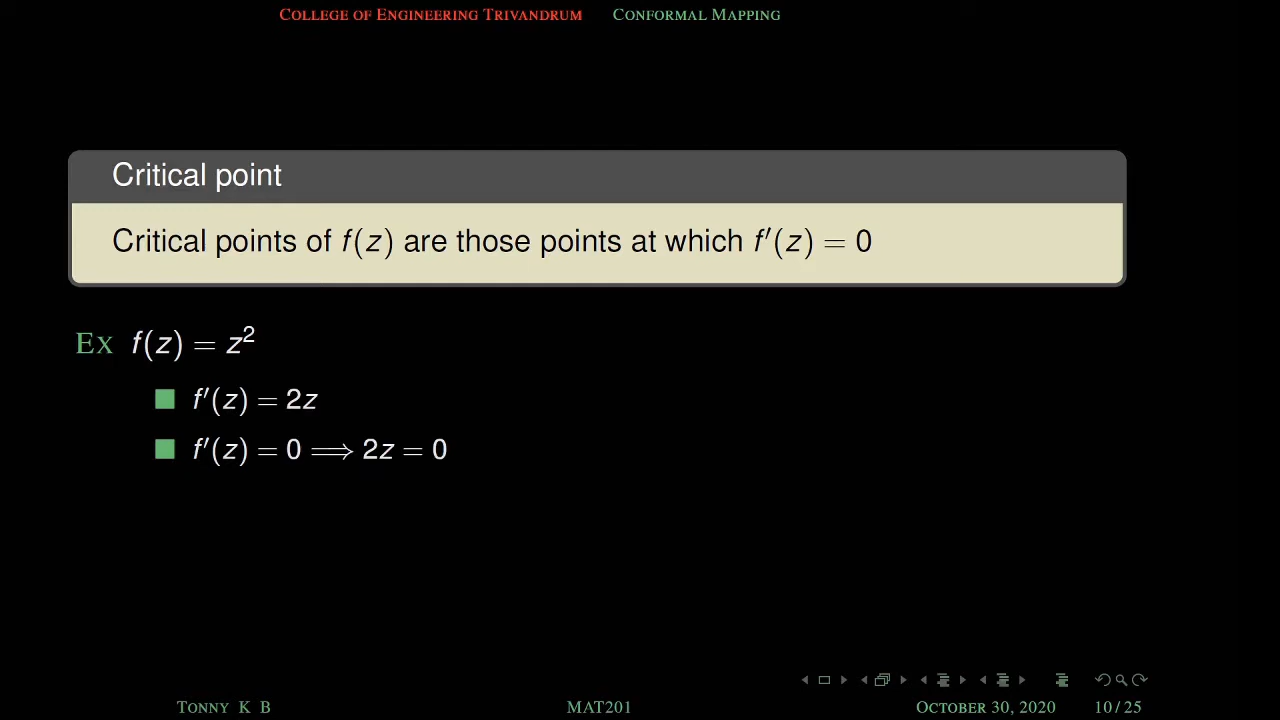 College of Engineering Trivandrum Conformal Mapping
Critical point
Critical points of f(z) are those points at which f′(z) = 0
Ex f(z) = z²
f′(z) = 2z
f′(z) = 0 ⟹ 2z = 0
Tonny K B MAT201 October 30, 2020 10 / 25